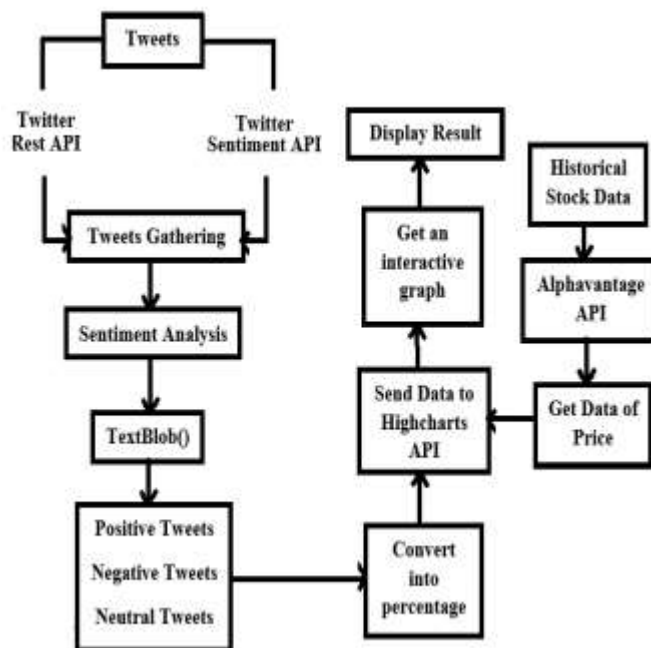 Tweets
Twitter
Rest API
Twitter
Sentiment API
Tweets Gathering
Sentiment Analysis
TextBlob()
Positive Tweets
Negative Tweets
Neutral Tweets
Convert
into
percentage
Send Data to
Highcharts
API
Get an
interactive
graph
Display Result
Historical
Stock Data
Alphavantage
API
Get Data of
Price